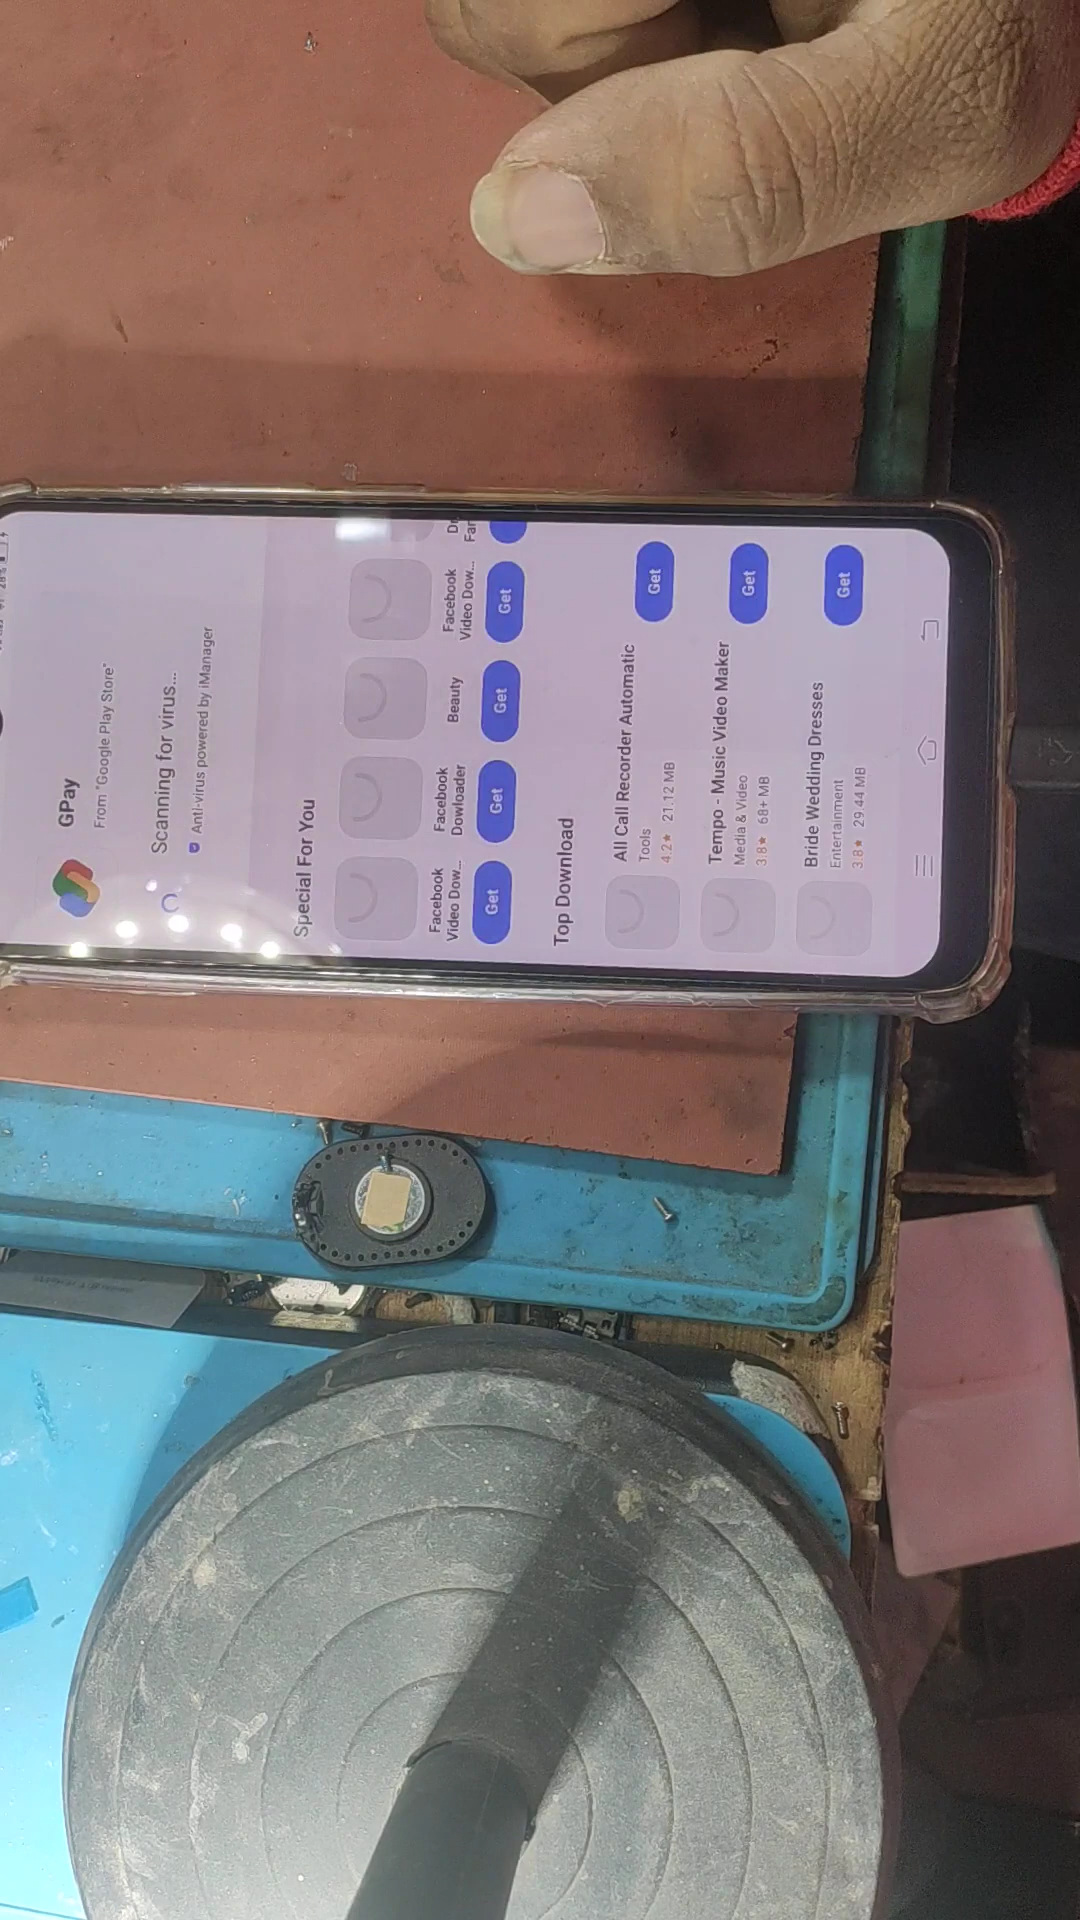 GPay
From "Google Play Store"
Scanning for virus...
Anti-virus powered by iManager
Special For You
Facebook
Video Dow...
Get
Facebook
Dowloader
Get
Beauty
Get
Facebook
Video Dow...
Get
Top Download
All Call Recorder Automatic
Tools
4.2★ 21.12 MB
Get
Tempo - Music Video Maker
Media & Video
3.8★ 68+ MB
Get
Bride Wedding Dresses
Entertainment
3.8★ 29.44 MB
Get